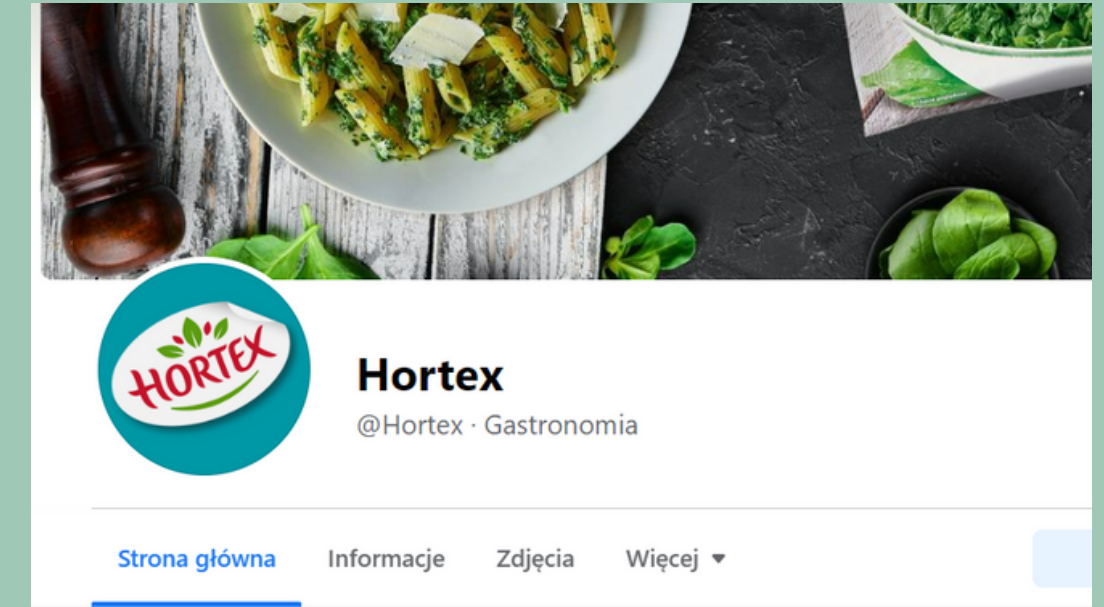 HORTEX
Hortex
@Hortex · Gastronomia
Strona główna
Informacje
Zdjęcia
Więcej